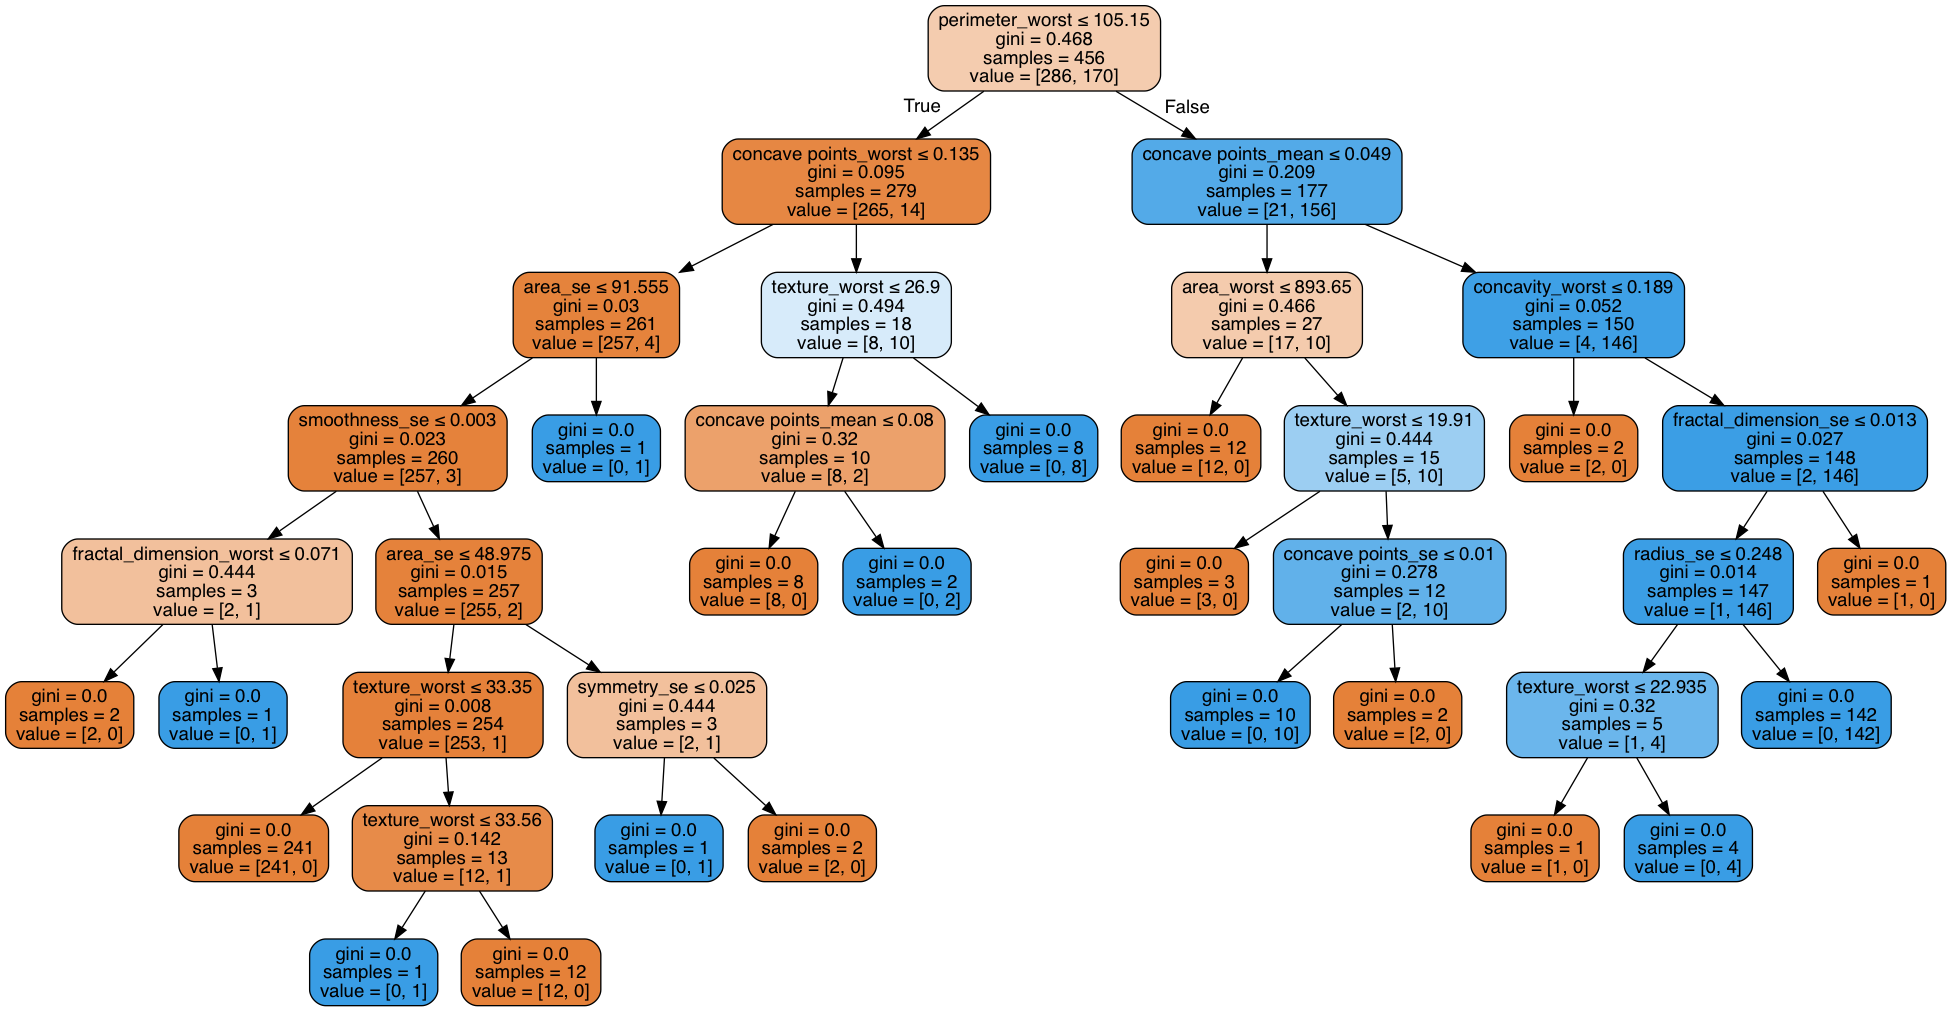 perimeter_worst ≤ 105.15
gini = 0.468
samples = 456
value = [286, 170]
True
False
concave points_worst ≤ 0.135
gini = 0.095
samples = 279
value = [265, 14]
concave points_mean ≤ 0.049
gini = 0.209
samples = 177
value = [21, 156]
area_se ≤ 91.555
gini = 0.03
samples = 261
value = [257, 4]
texture_worst ≤ 26.9
gini = 0.494
samples = 18
value = [8, 10]
area_worst ≤ 893.65
gini = 0.466
samples = 27
value = [17, 10]
concavity_worst ≤ 0.189
gini = 0.052
samples = 150
value = [4, 146]
smoothness_se ≤ 0.003
gini = 0.023
samples = 260
value = [257, 3]
gini = 0.0
samples = 1
value = [0, 1]
concave points_mean ≤ 0.08
gini = 0.32
samples = 10
value = [8, 2]
gini = 0.0
samples = 8
value = [0, 8]
gini = 0.0
samples = 12
value = [12, 0]
texture_worst ≤ 19.91
gini = 0.444
samples = 15
value = [5, 10]
gini = 0.0
samples = 2
value = [2, 0]
fractal_dimension_se ≤ 0.013
gini = 0.027
samples = 148
value = [2, 146]
fractal_dimension_worst ≤ 0.071
gini = 0.444
samples = 3
value = [2, 1]
area_se ≤ 48.975
gini = 0.015
samples = 257
value = [255, 2]
gini = 0.0
samples = 8
value = [8, 0]
gini = 0.0
samples = 2
value = [0, 2]
gini = 0.0
samples = 3
value = [3, 0]
concave points_se ≤ 0.01
gini = 0.278
samples = 12
value = [2, 10]
radius_se ≤ 0.248
gini = 0.014
samples = 147
value = [1, 146]
gini = 0.0
samples = 1
value = [1, 0]
gini = 0.0
samples = 2
value = [2, 0]
gini = 0.0
samples = 1
value = [0, 1]
texture_worst ≤ 33.35
gini = 0.008
samples = 254
value = [253, 1]
symmetry_se ≤ 0.025
gini = 0.444
samples = 3
value = [2, 1]
gini = 0.0
samples = 10
value = [0, 10]
gini = 0.0
samples = 2
value = [2, 0]
texture_worst ≤ 22.935
gini = 0.32
samples = 5
value = [1, 4]
gini = 0.0
samples = 142
value = [0, 142]
gini = 0.0
samples = 241
value = [241, 0]
texture_worst ≤ 33.56
gini = 0.142
samples = 13
value = [12, 1]
gini = 0.0
samples = 1
value = [0, 1]
gini = 0.0
samples = 2
value = [2, 0]
gini = 0.0
samples = 1
value = [1, 0]
gini = 0.0
samples = 4
value = [0, 4]
gini = 0.0
samples = 1
value = [0, 1]
gini = 0.0
samples = 12
value = [12, 0]